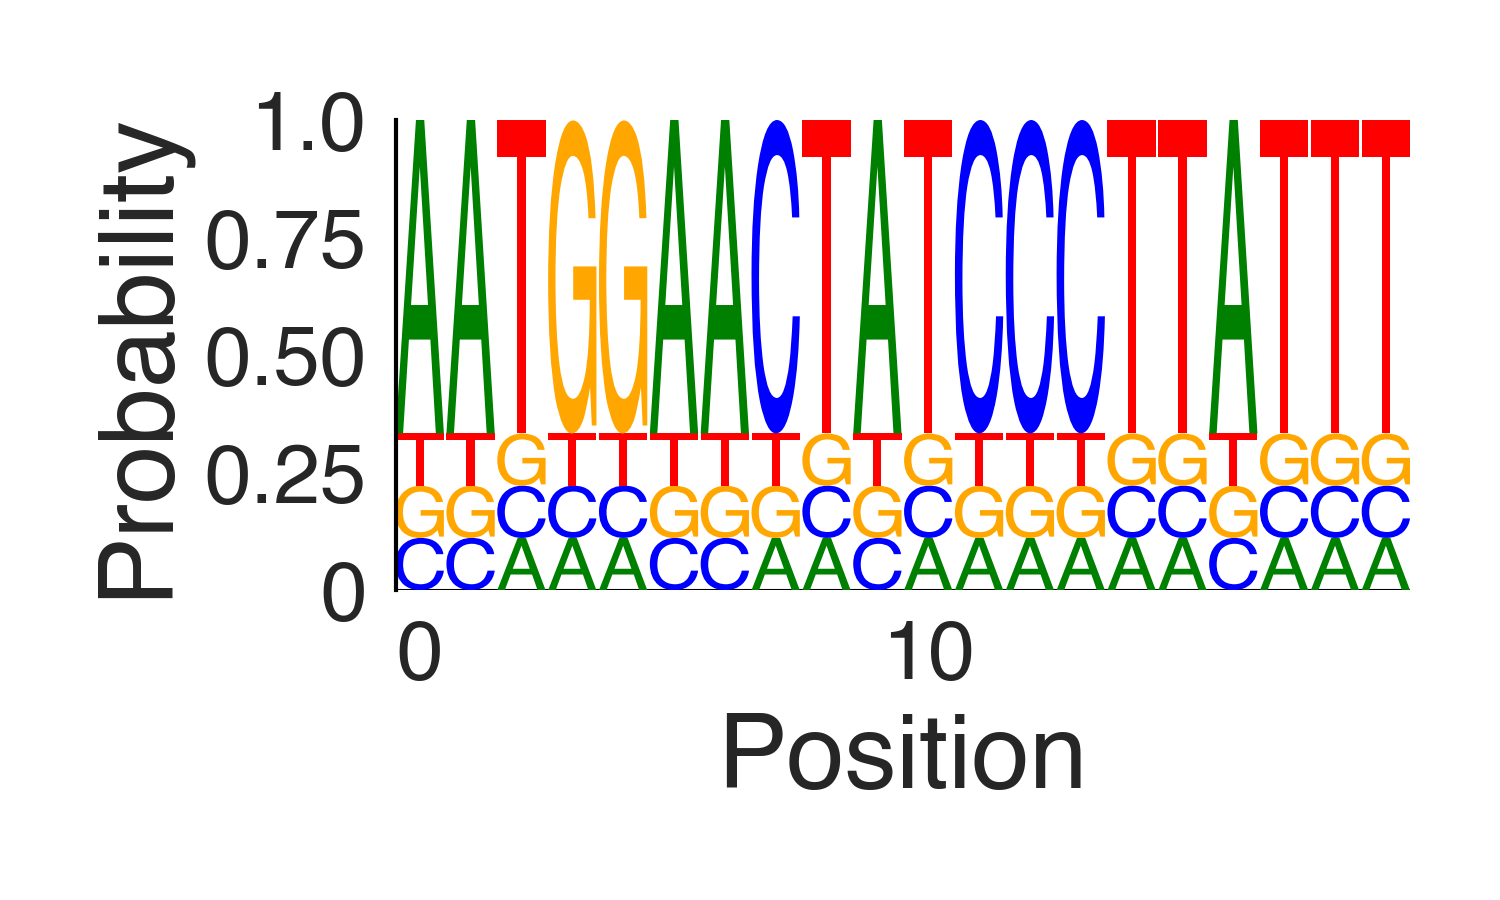 Probability
1.0
0.75
0.50
0.25
0
AATGGAACTATCCCTTATTT
TTGTTTTTGTGTTTGGTGGG
GGCCCGGGCGCGGGCCGCCC
CCAAACCAACAAAAAACAAA
0 10
Position